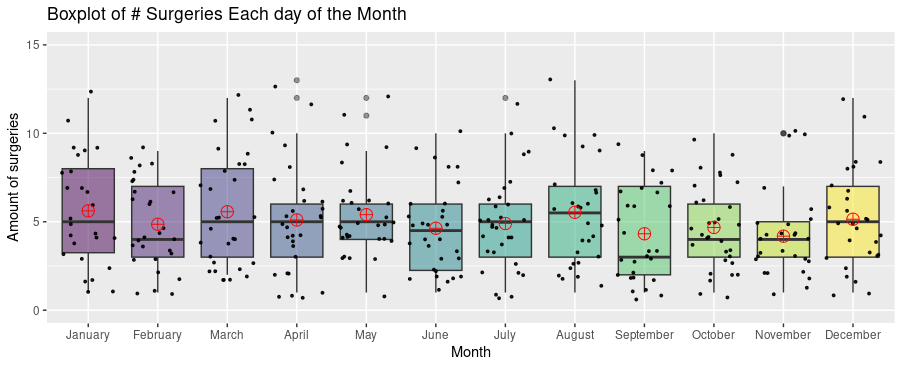 Boxplot of # Surgeries Each day of the Month
Amount of surgeries
15
10
5
0
January February March April May June July August September October November December
Month